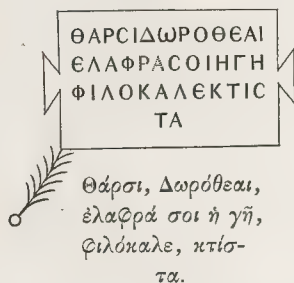 ΘΑΡCΙΔΩΡΟΘΕΑΙ
ΕΛΑΦΡΑCΟΙΗΓΗ
ΦΙΛΟΚΑΛΕΚΤΙC
ΤΑ
Θάρσι, Δωρόθεαι,
ἐλαφρά σοι ἡ γῆ,
φιλόκαλε, κτίσ-
τα.